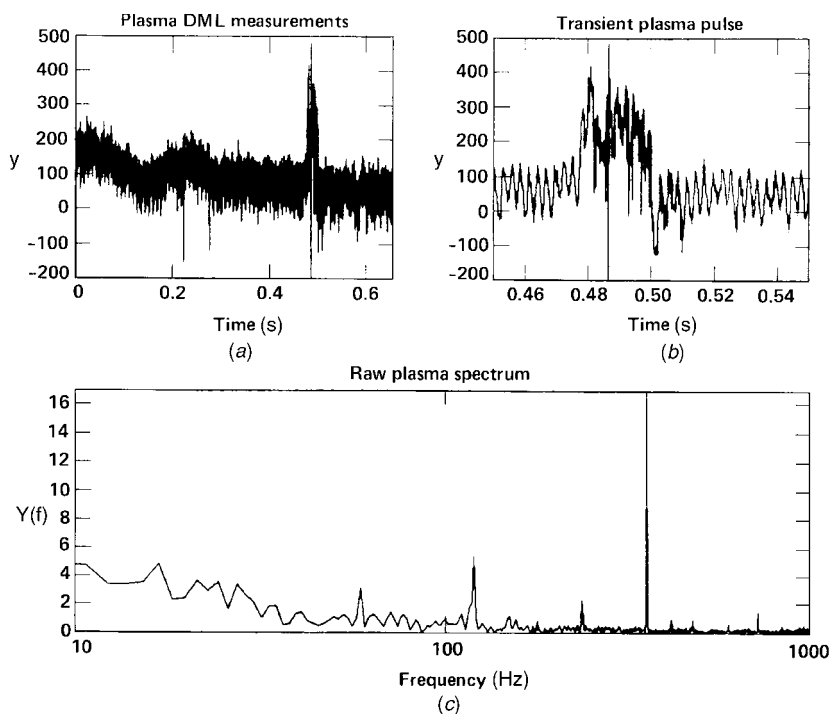 Plasma DML measurements
500
400
300
200
100
0
-100
-200
y
0 0.2 0.4 0.6
Time (s)
(a)
Transient plasma pulse
500
400
300
200
100
0
-100
-200
y
0.46 0.48 0.50 0.52 0.54
Time (s)
(b)
Raw plasma spectrum
16
14
12
10
8
6
4
2
0
Y(f)
10 100 1000
Frequency (Hz)
(c)